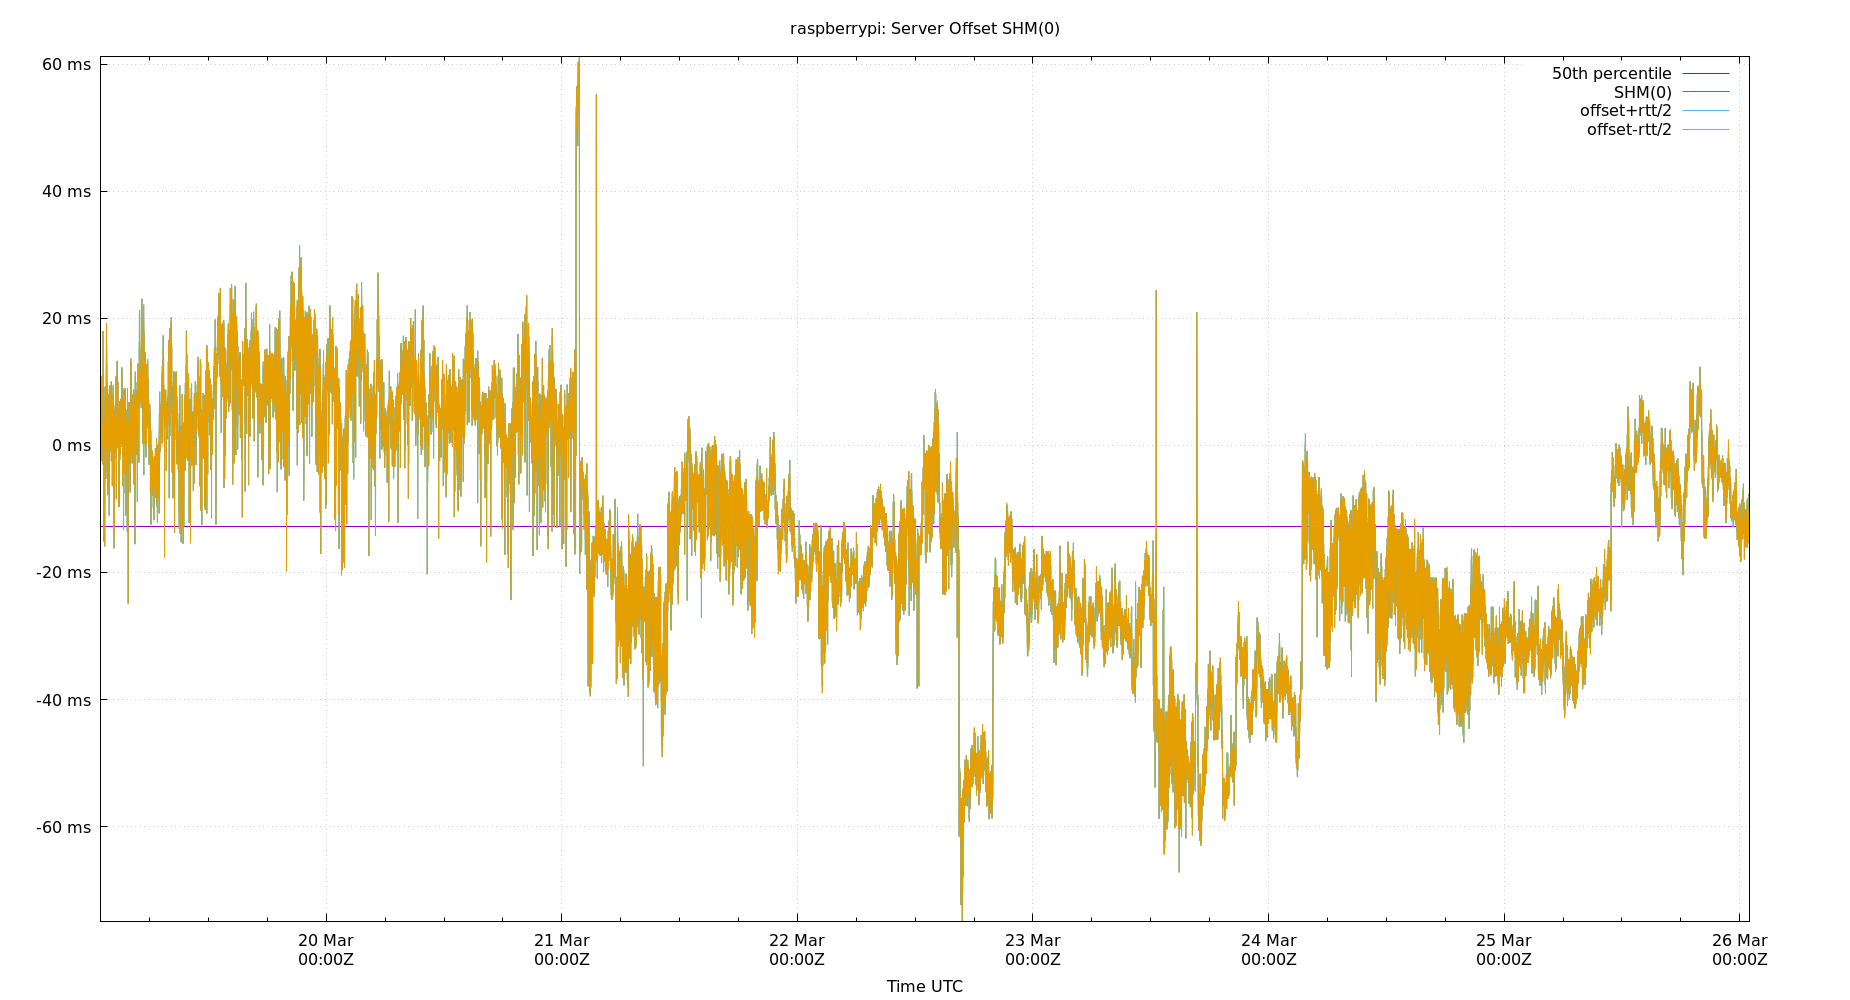 raspberrypi: Server Offset SHM(0)
60 ms
40 ms
20 ms
0 ms
-20 ms
-40 ms
-60 ms
50th percentile
SHM(0)
offset+rtt/2
offset-rtt/2
20 Mar
00:00Z
21 Mar
00:00Z
22 Mar
00:00Z
23 Mar
00:00Z
24 Mar
00:00Z
25 Mar
00:00Z
26 Mar
00:00Z
Time UTC